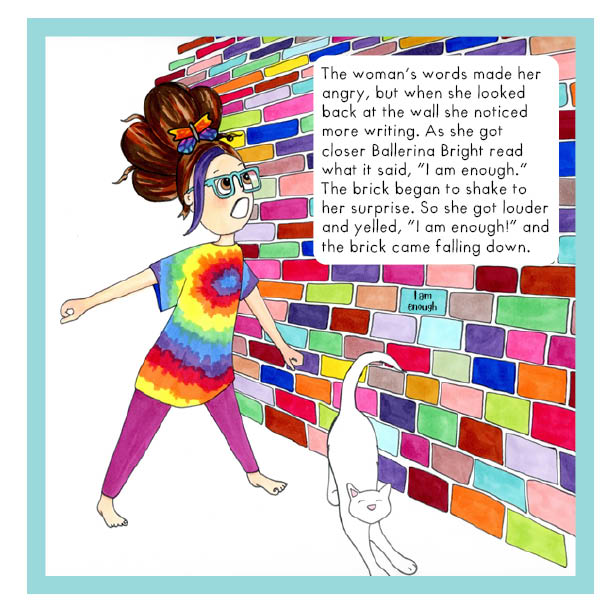 The woman's words made her
angry, but when she looked
back at the wall she noticed
more writing. As she got
closer Ballerina Bright read
what it said, "I am enough."
The brick began to shake to
her surprise. So she got louder
and yelled, "I am enough!" and
the brick came falling down.
I am
enough